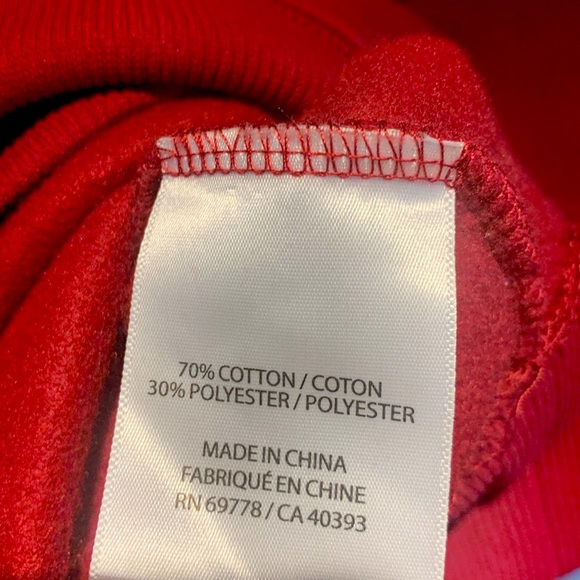 70% COTTON / COTON
30% POLYESTER / POLYESTER
MADE IN CHINA
FABRIQUÉ EN CHINE
RN 69778 / CA 40393